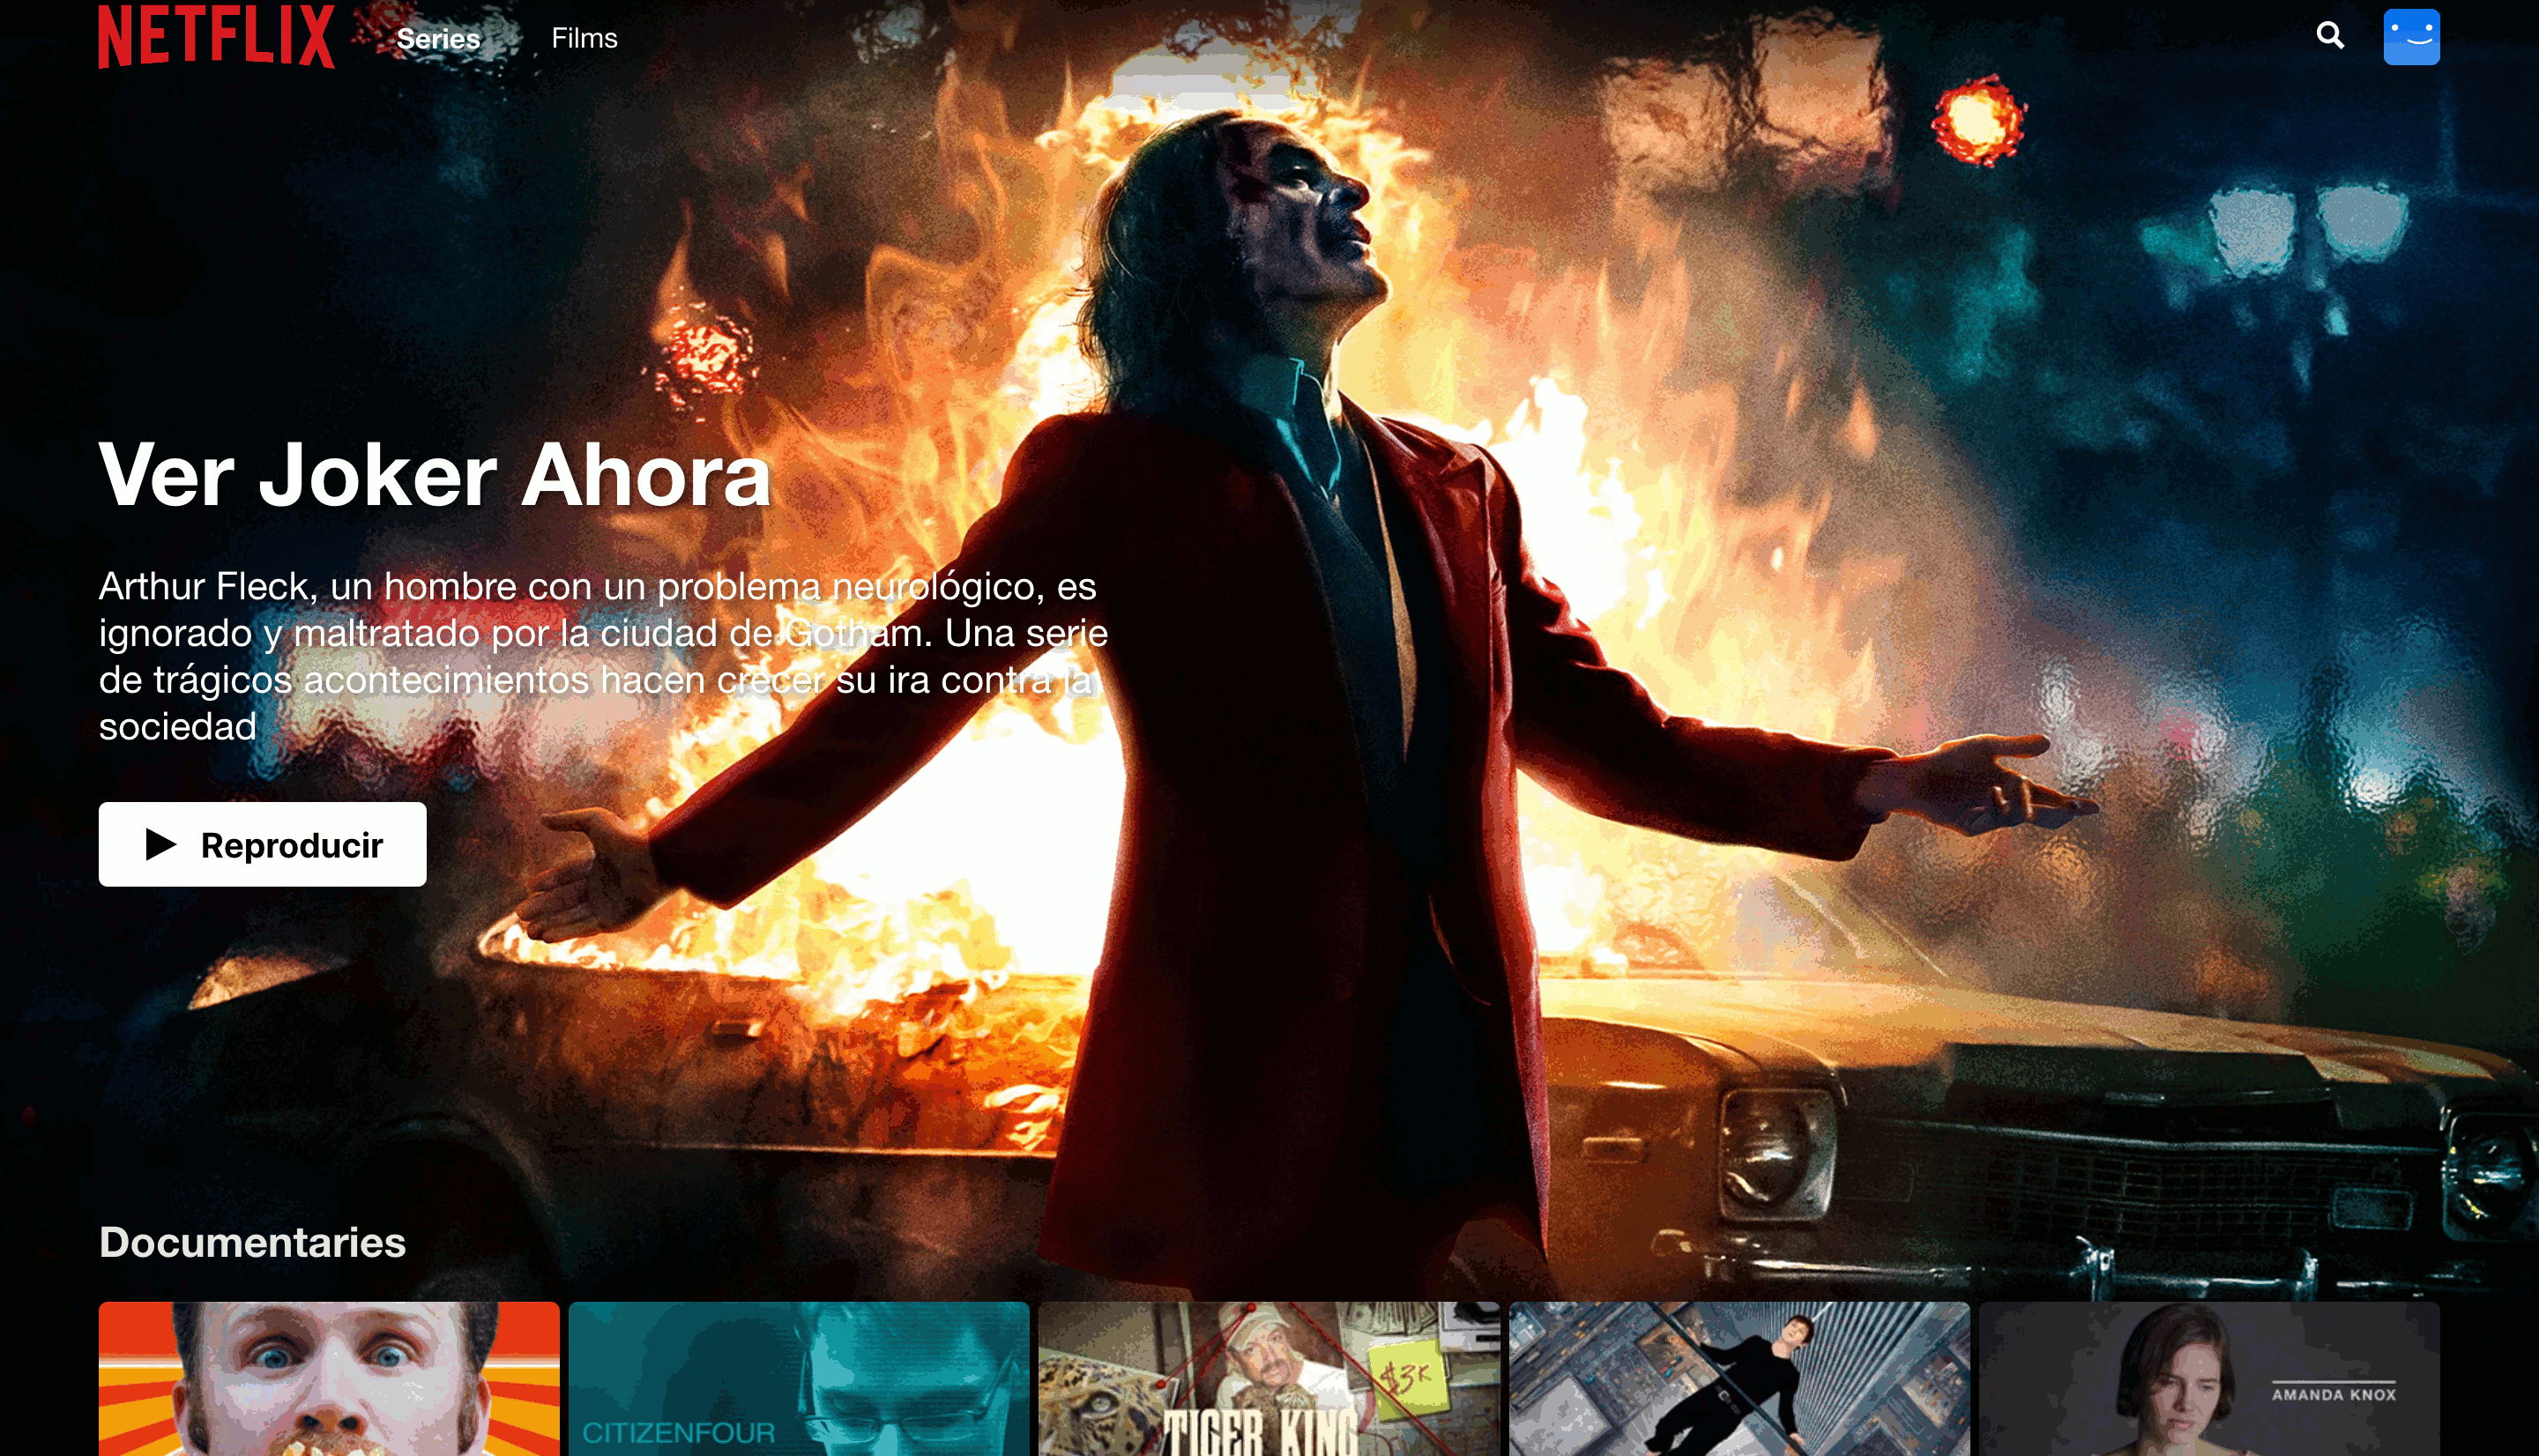 NETFLIX
Series
Films
Ver Joker Ahora
Arthur Fleck, un hombre con un problema neurológico, es
ignorado y maltratado por la ciudad de Gotham. Una serie
de trágicos acontecimientos hacen crecer su ira contra la
sociedad
Reproducir
Documentaries
CITIZENFOUR
$3K
TIGER KING
AMANDA KNOX